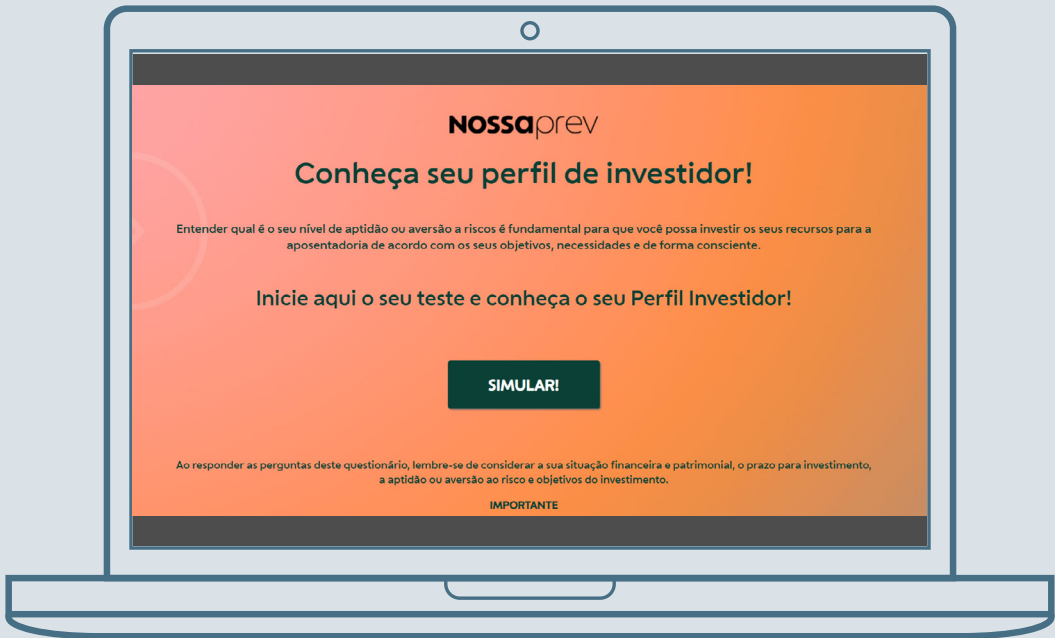 NOSSaprev
Conheça seu perfil de investidor!
Entender qual é o seu nível de aptidão ou aversão a riscos é fundamental para que você possa investir os seus recursos para a
aposentadoria de acordo com os seus objetivos, necessidades e de forma consciente.
Inicie aqui o seu teste e conheça o seu Perfil Investidor!
SIMULAR!
Ao responder as perguntas deste questionário, lembre-se de considerar a sua situação financeira e patrimonial, o prazo para investimento,
a aptidão ou aversão ao risco e objetivos do investimento.
IMPORTANTE